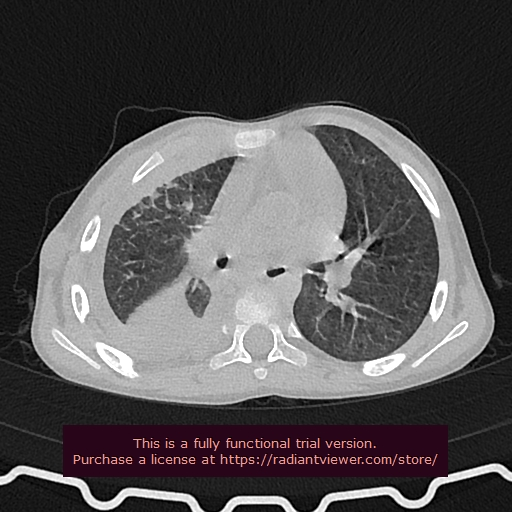 This is a fully functional trial version.
Purchase a license at https://radiantviewer.com/store/